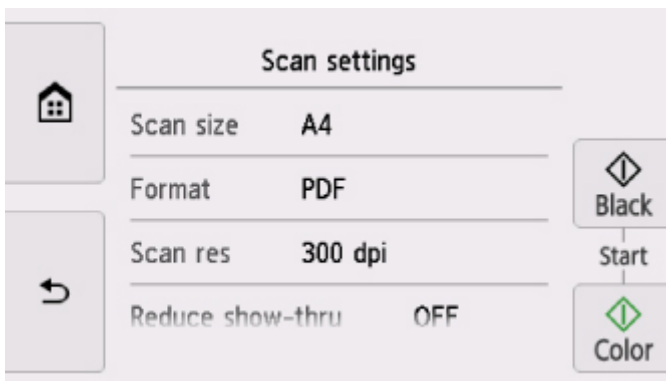 Scan settings
Scan size A4
Format PDF
Scan res 300 dpi
Reduce show-thru OFF
Black
Start
Color